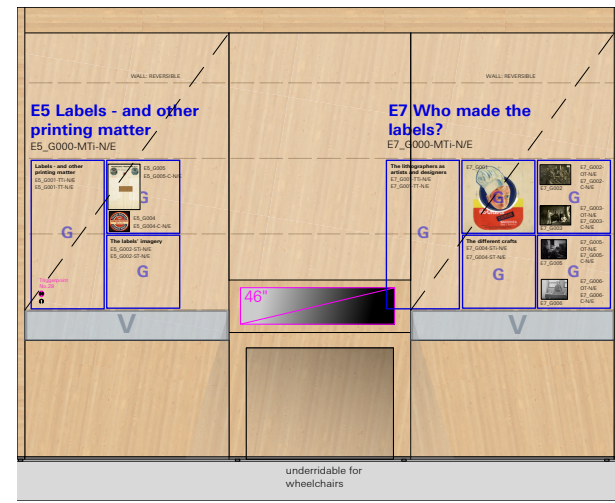 WALL: REVERSIBLE
WALL: REVERSIBLE
E5 Labels - and other
printing matter
E5_G000-MTi-N/E
E7 Who made the
labels?
E7_G000-MTi-N/E
Labels - and other
printing matter
E5_G001-TTi-N/E
E5_G001-TT-N/E
E5_G005
E5_G005-C-N/E
G
E5_G004
E5_G004-C-N/E
G
The labels' imagery
E5_G002-STi-N/E
E5_G002-ST-N/E
G
Triggerpoint
No.38
The lithographers as
artists and designers
E7_G001-TTi-N/E
E7_G001-TT-N/E
G
E7_G001
G
E7_G002-
OT-N/E
E7_G002-
C-N/E
E7_G002
G
E7_G003-
OT-N/E
E7_G003-
C-N/E
E7_G003
The different crafts
E7_G004-STi-N/E
E7_G004-ST-N/E
G
E7_G005-
OT-N/E
E7_G005-
C-N/E
E7_G005
G
E7_G006-
OT-N/E
E7_G006-
C-N/E
E7_G006
46"
V
V
underridable for
wheelchairs